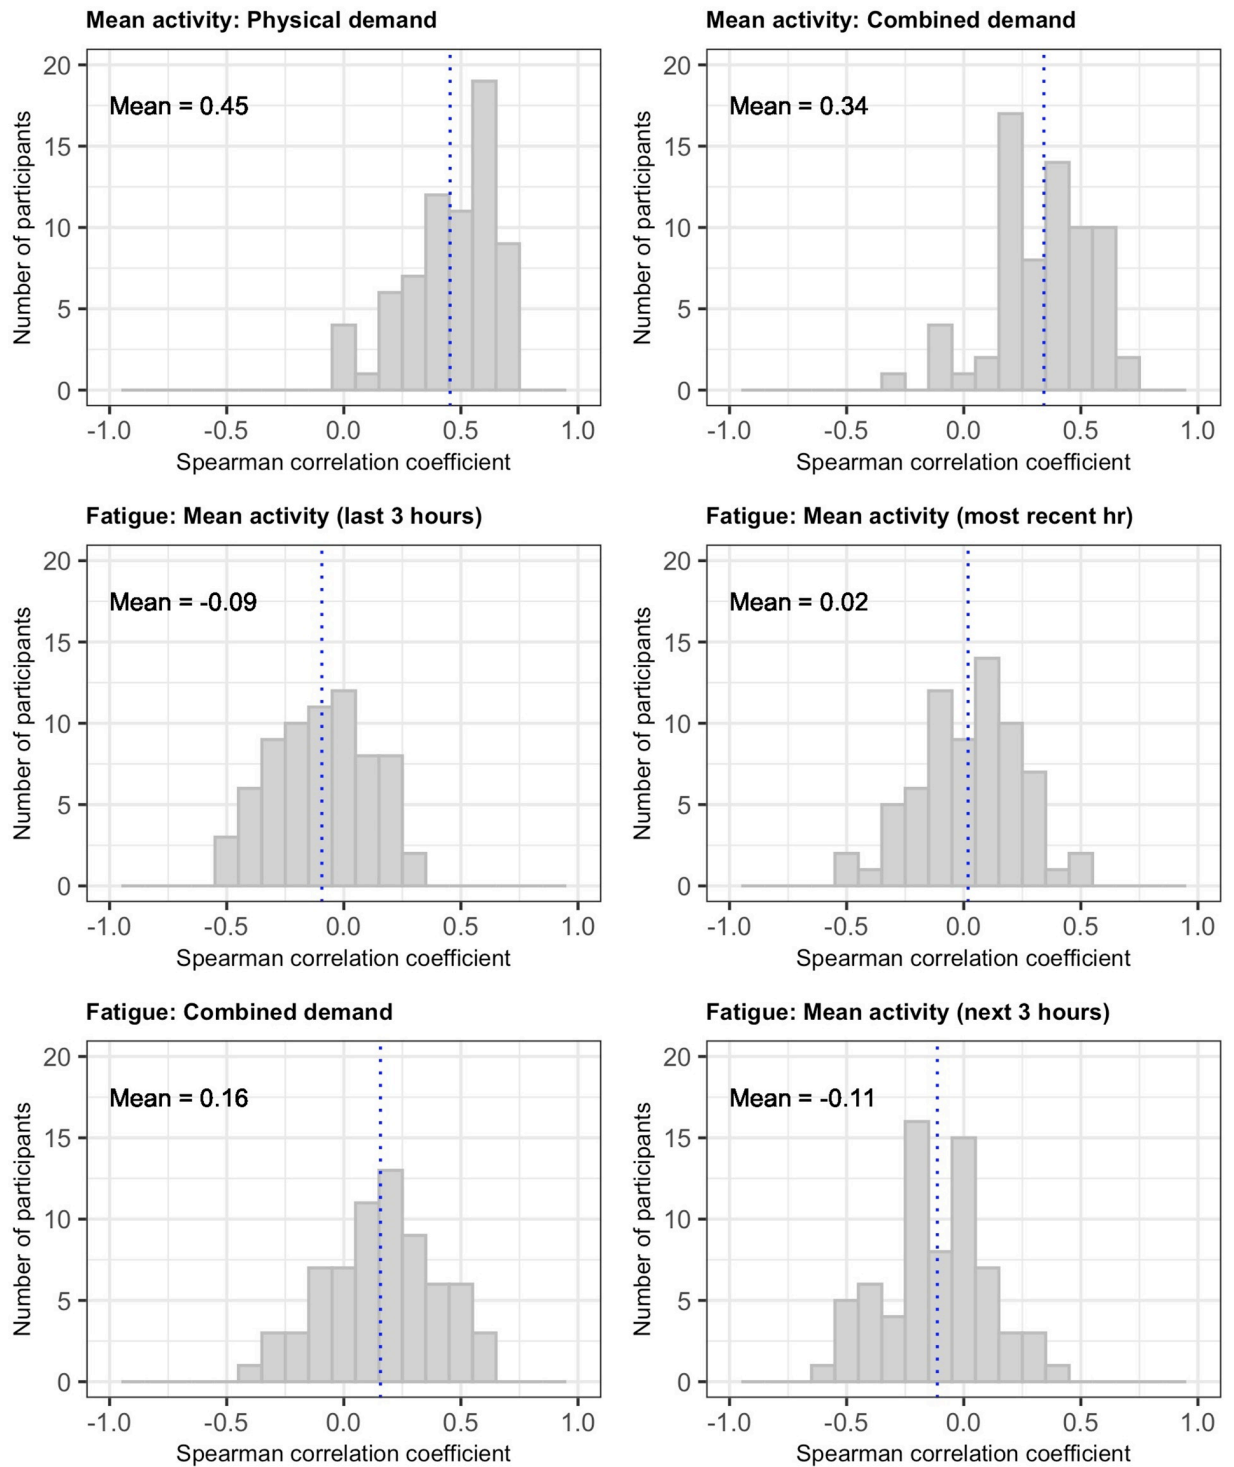 Mean activity: Physical demand
20
15
10
5
0
Number of participants
Mean = 0.45
-1.0 -0.5 0.0 0.5 1.0
Spearman correlation coefficient
Mean activity: Combined demand
20
15
10
5
0
Number of participants
Mean = 0.34
-1.0 -0.5 0.0 0.5 1.0
Spearman correlation coefficient
Fatigue: Mean activity (last 3 hours)
20
15
10
5
0
Number of participants
Mean = -0.09
-1.0 -0.5 0.0 0.5 1.0
Spearman correlation coefficient
Fatigue: Mean activity (most recent hr)
20
15
10
5
0
Number of participants
Mean = 0.02
-1.0 -0.5 0.0 0.5 1.0
Spearman correlation coefficient
Fatigue: Combined demand
20
15
10
5
0
Number of participants
Mean = 0.16
-1.0 -0.5 0.0 0.5 1.0
Spearman correlation coefficient
Fatigue: Mean activity (next 3 hours)
20
15
10
5
0
Number of participants
Mean = -0.11
-1.0 -0.5 0.0 0.5 1.0
Spearman correlation coefficient